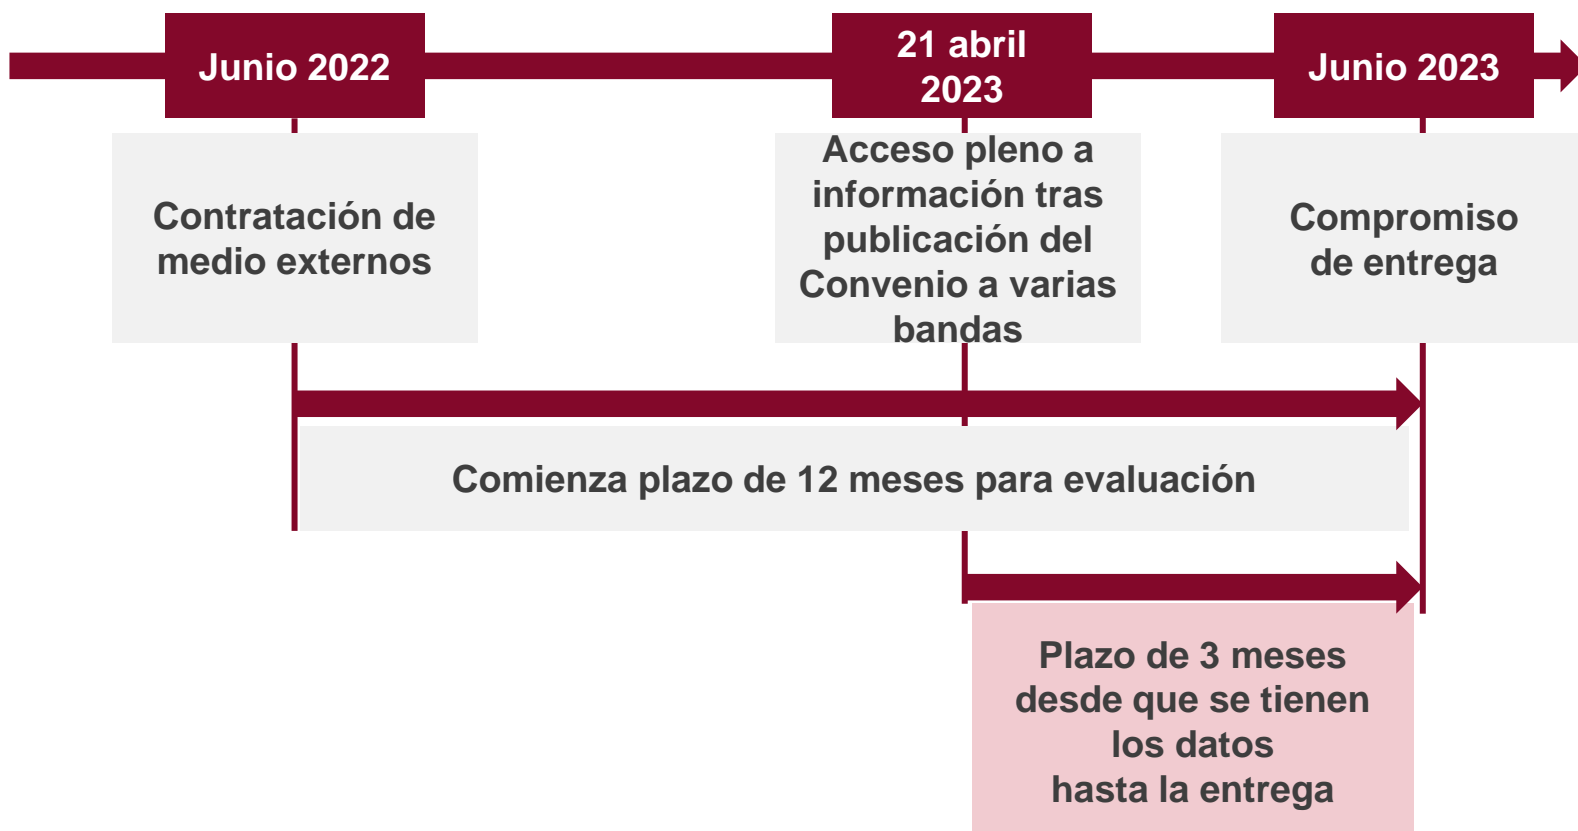 Junio 2022
21 abril
2023
Junio 2023
Contratación de
medio externos
Acceso pleno a
información tras
publicación del
Convenio a varias
bandas
Compromiso
de entrega
Comienza plazo de 12 meses para evaluación
Plazo de 3 meses
desde que se tienen
los datos
hasta la entrega